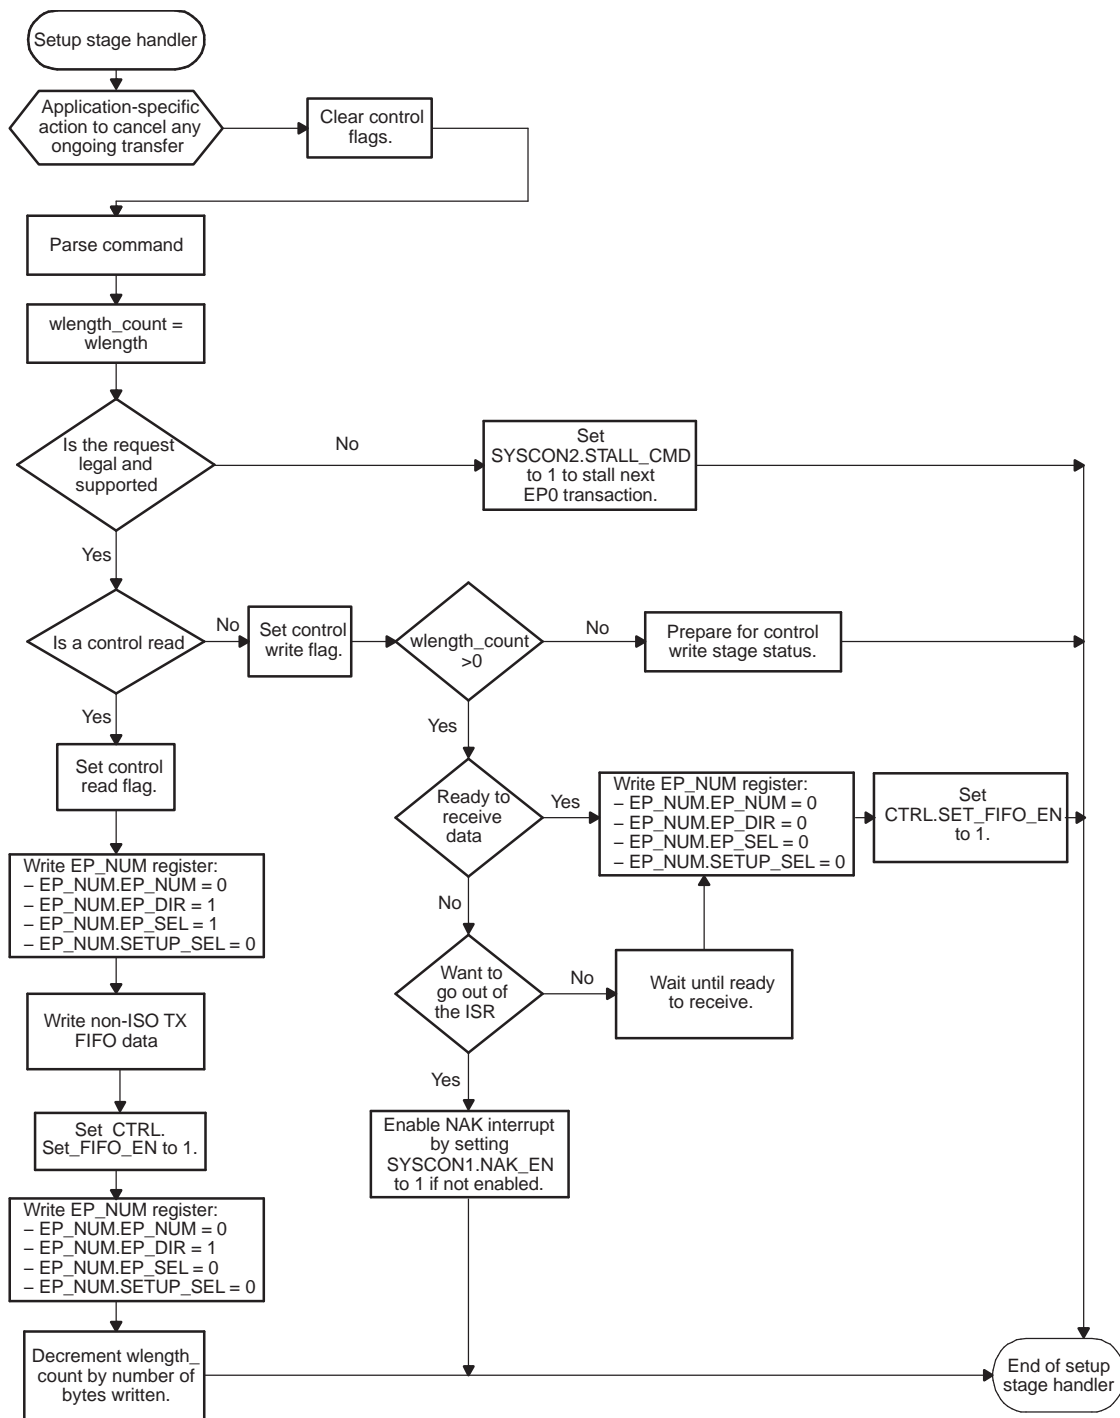 Setup stage handler
Application-specific
action to cancel any
ongoing transfer
Clear control
flags.
Parse command
wlength_count =
wlength
Is the request
legal and
supported
No
Set
SYSCON2.STALL_CMD
to 1 to stall next
EP0 transaction.
Yes
Is a control read
No
Set control
write flag.
wlength_count
>0
No
Prepare for control
write stage status.
Yes
Set control
read flag.
Yes
Ready to
receive
data
Yes
Write EP_NUM register:
– EP_NUM.EP_NUM = 0
– EP_NUM.EP_DIR = 0
– EP_NUM.EP_SEL = 0
– EP_NUM.SETUP_SEL = 0
Set
CTRL.SET_FIFO_EN
to 1.
Write EP_NUM register:
– EP_NUM.EP_NUM = 0
– EP_NUM.EP_DIR = 1
– EP_NUM.EP_SEL = 1
– EP_NUM.SETUP_SEL = 0
No
Want to
go out of
the ISR
No
Wait until ready
to receive.
Write non-ISO TX
FIFO data
Yes
Set CTRL.
Set_FIFO_EN to 1.
Enable NAK interrupt
by setting
SYSCON1.NAK_EN
to 1 if not enabled.
Write EP_NUM register:
– EP_NUM.EP_NUM = 0
– EP_NUM.EP_DIR = 1
– EP_NUM.EP_SEL = 0
– EP_NUM.SETUP_SEL = 0
Decrement wlength_
count by number of
bytes written.
End of setup
stage handler